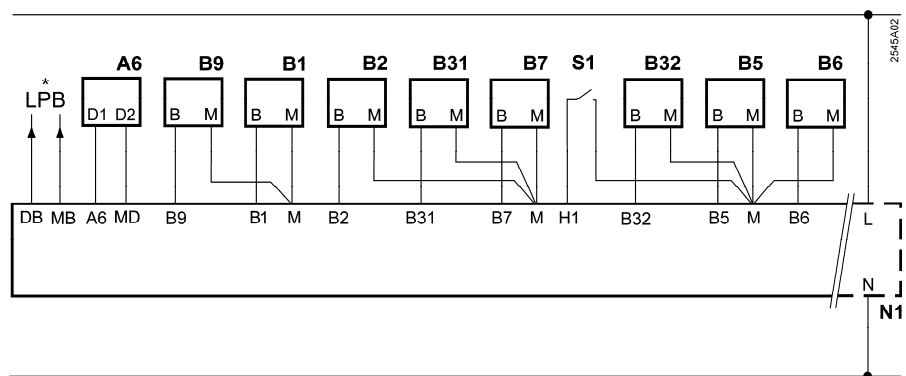 2545A02
A6 B9 B1 B2 B31 B7 S1 B32 B5 B6
*
LPB
D1 D2 B M B M B M B M B M B M B M B M
DB MB A6 MD B9 B1 M B2 B31 B7 M H1 B32 B5 M B6 L
N
N1